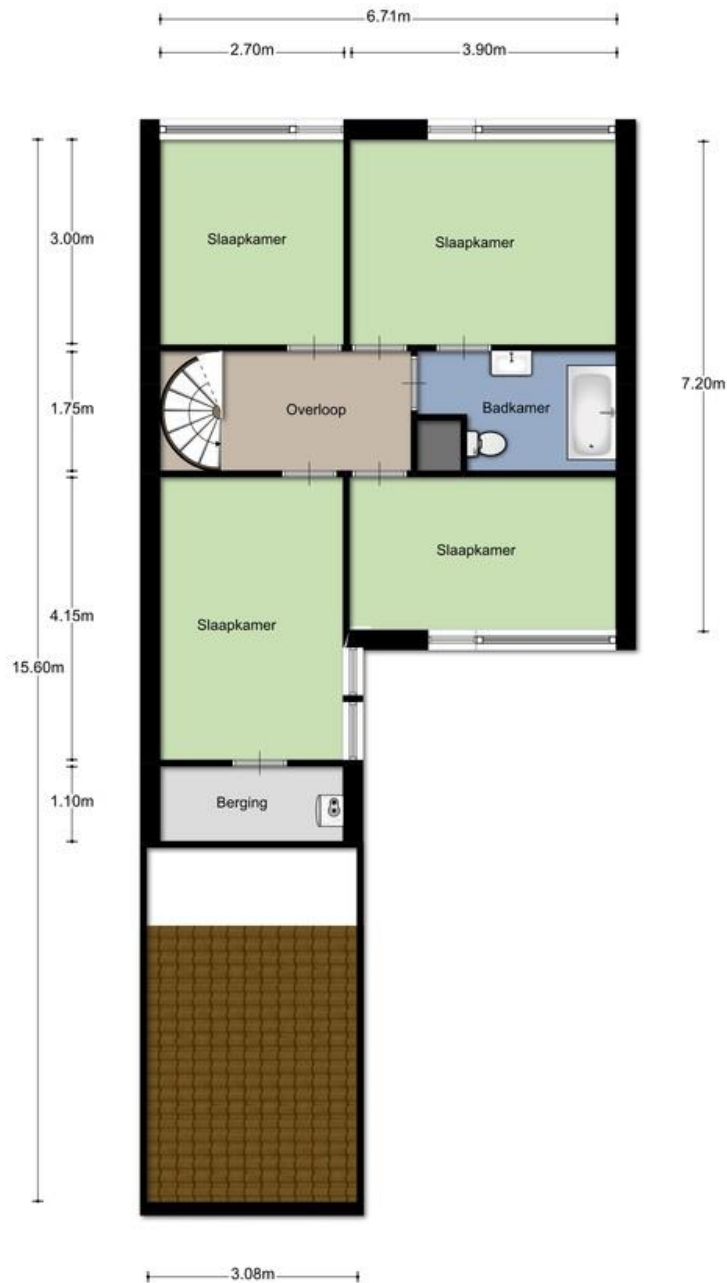 6.71m
2.70m
3.90m
3.00m
Slaapkamer
Slaapkamer
7.20m
1.75m
Overloop
Badkamer
Slaapkamer
4.15m
Slaapkamer
15.60m
1.10m
Berging
3.08m